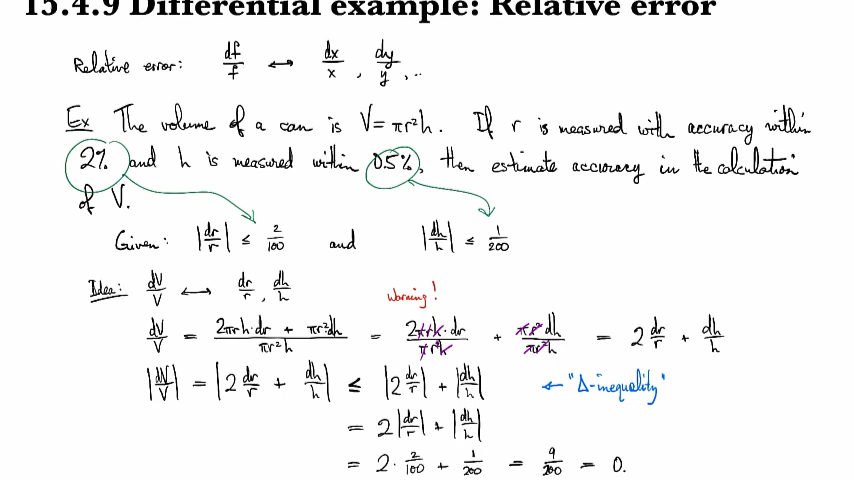 15.4.9 Differential example: Relative error
Relative error: df/f ↔ dx/x , dy/y , ..
Ex The volume of a can is V = πr²h. If r is measured with accuracy within
2% and h is measured within 0.5%, then estimate accuracy in the calculation
of V.
Given: |dr/r| ≤ 2/100 and |dh/h| ≤ 1/200
Idea: dV/V ↔ dr/r , dh/h
Warning!
dV/V = (2πrh·dr + πr²dh)/(πr²h) = (2πrh·dr)/(πr²h) + (πr²dh)/(πr²h) = 2 dr/r + dh/h
|dV/V| = |2 dr/r + dh/h| ≤ |2 dr/r| + |dh/h| ← "Δ-inequality"
= 2|dr/r| + |dh/h|
= 2· 2/100 + 1/200 = 9/200 = 0.